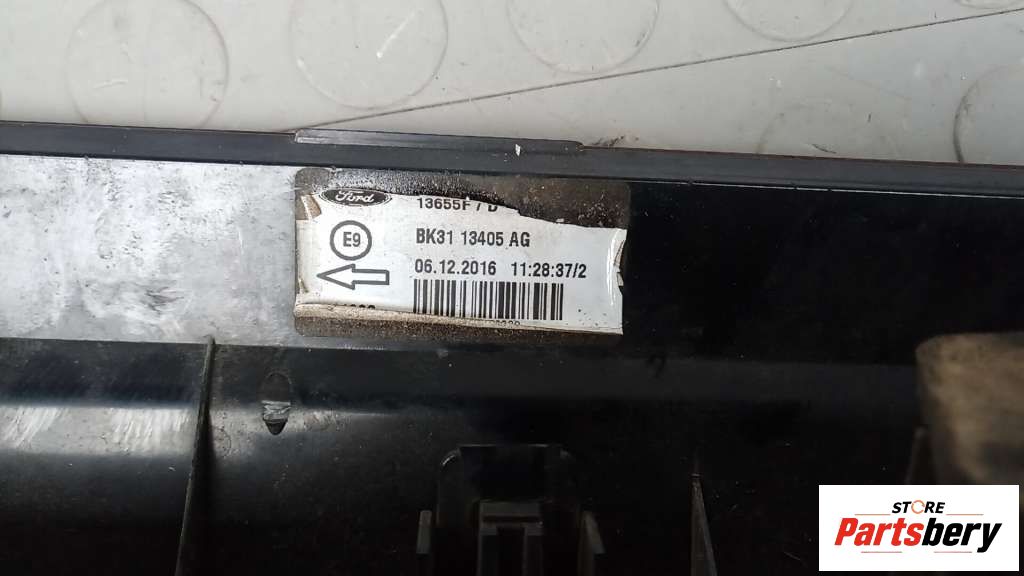 Ford
13655F / D
E9
BK31 13405 AG
06.12.2016 11:28:37/2
STORE
Partsbery